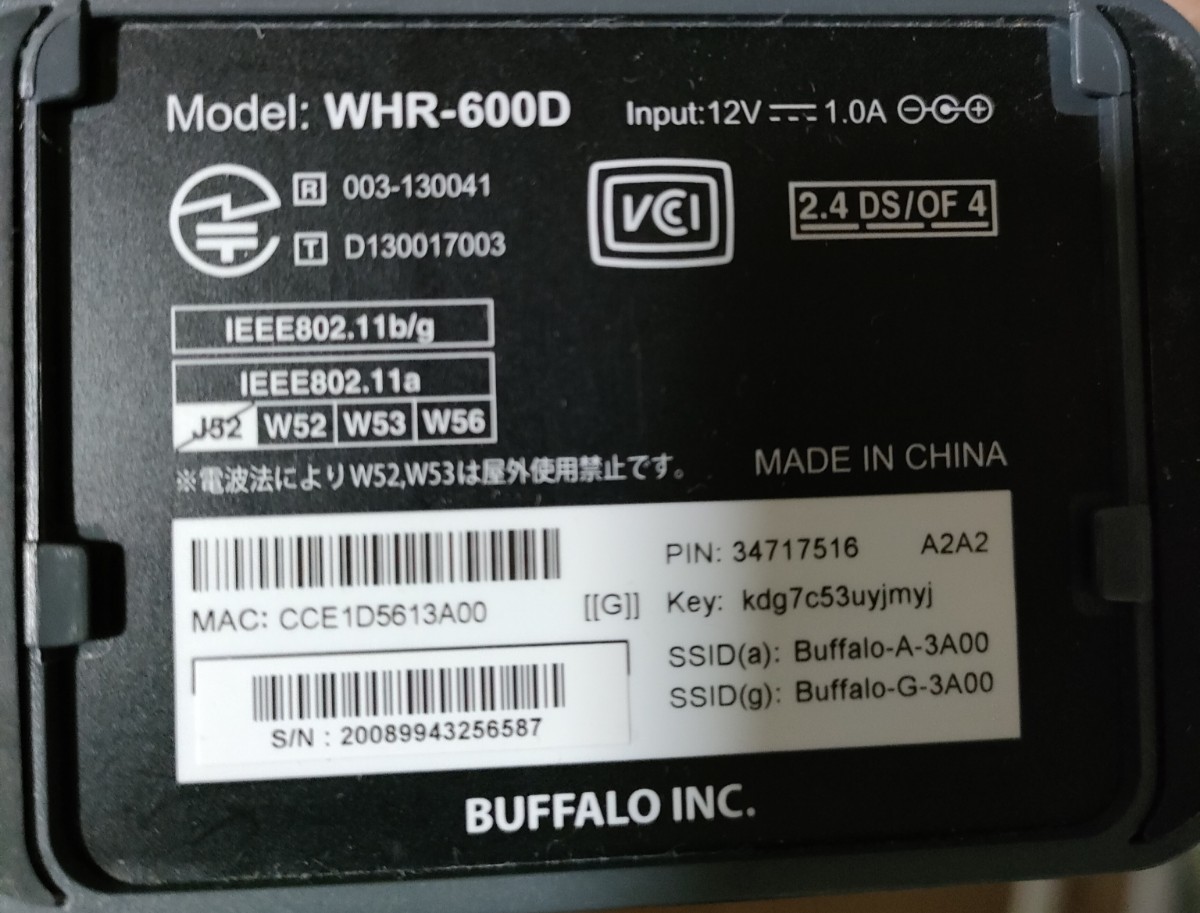 Model: WHR-600D
Input:12V 1.0A
R 003-130041
T D130017003
VCCI
2.4 DS/OF 4
IEEE802.11b/g
IEEE802.11a
J52 W52 W53 W56
※電波法によりW52,W53は屋外使用禁止です。
MADE IN CHINA
MAC: CCE1D5613A00 [[G]]
S/N : 20089943256587
PIN: 34717516 A2A2
Key: kdg7c53uyjmyj
SSID(a): Buffalo-A-3A00
SSID(g): Buffalo-G-3A00
BUFFALO INC.